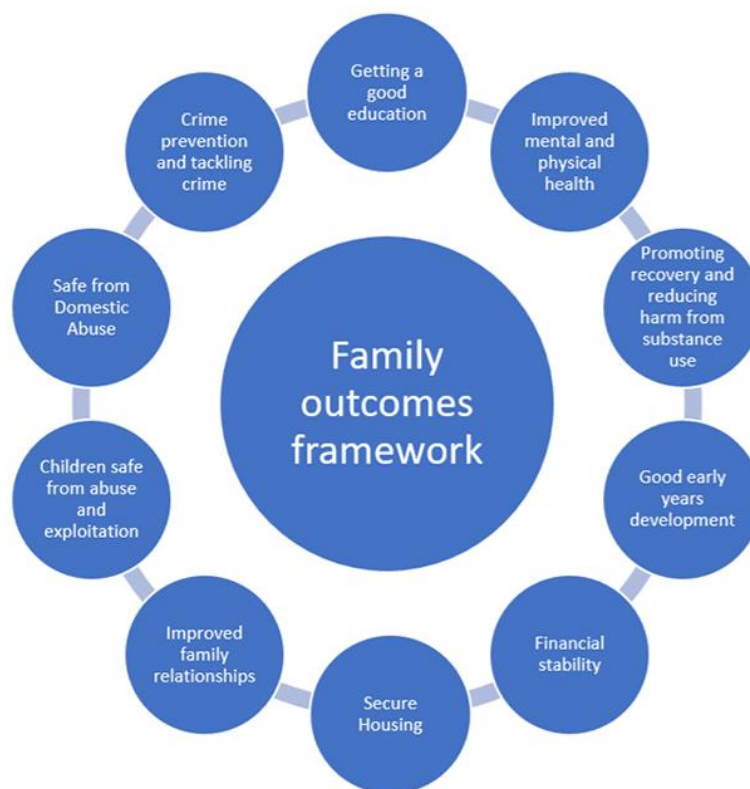 Getting a
good
education
Improved
mental and
physical
health
Promoting
recovery and
reducing
harm from
substance
use
Good early
years
development
Financial
stability
Secure
Housing
Improved
family
relationships
Children safe
from abuse
and
exploitation
Safe from
Domestic
Abuse
Crime
prevention
and tackling
crime
Family
outcomes
framework